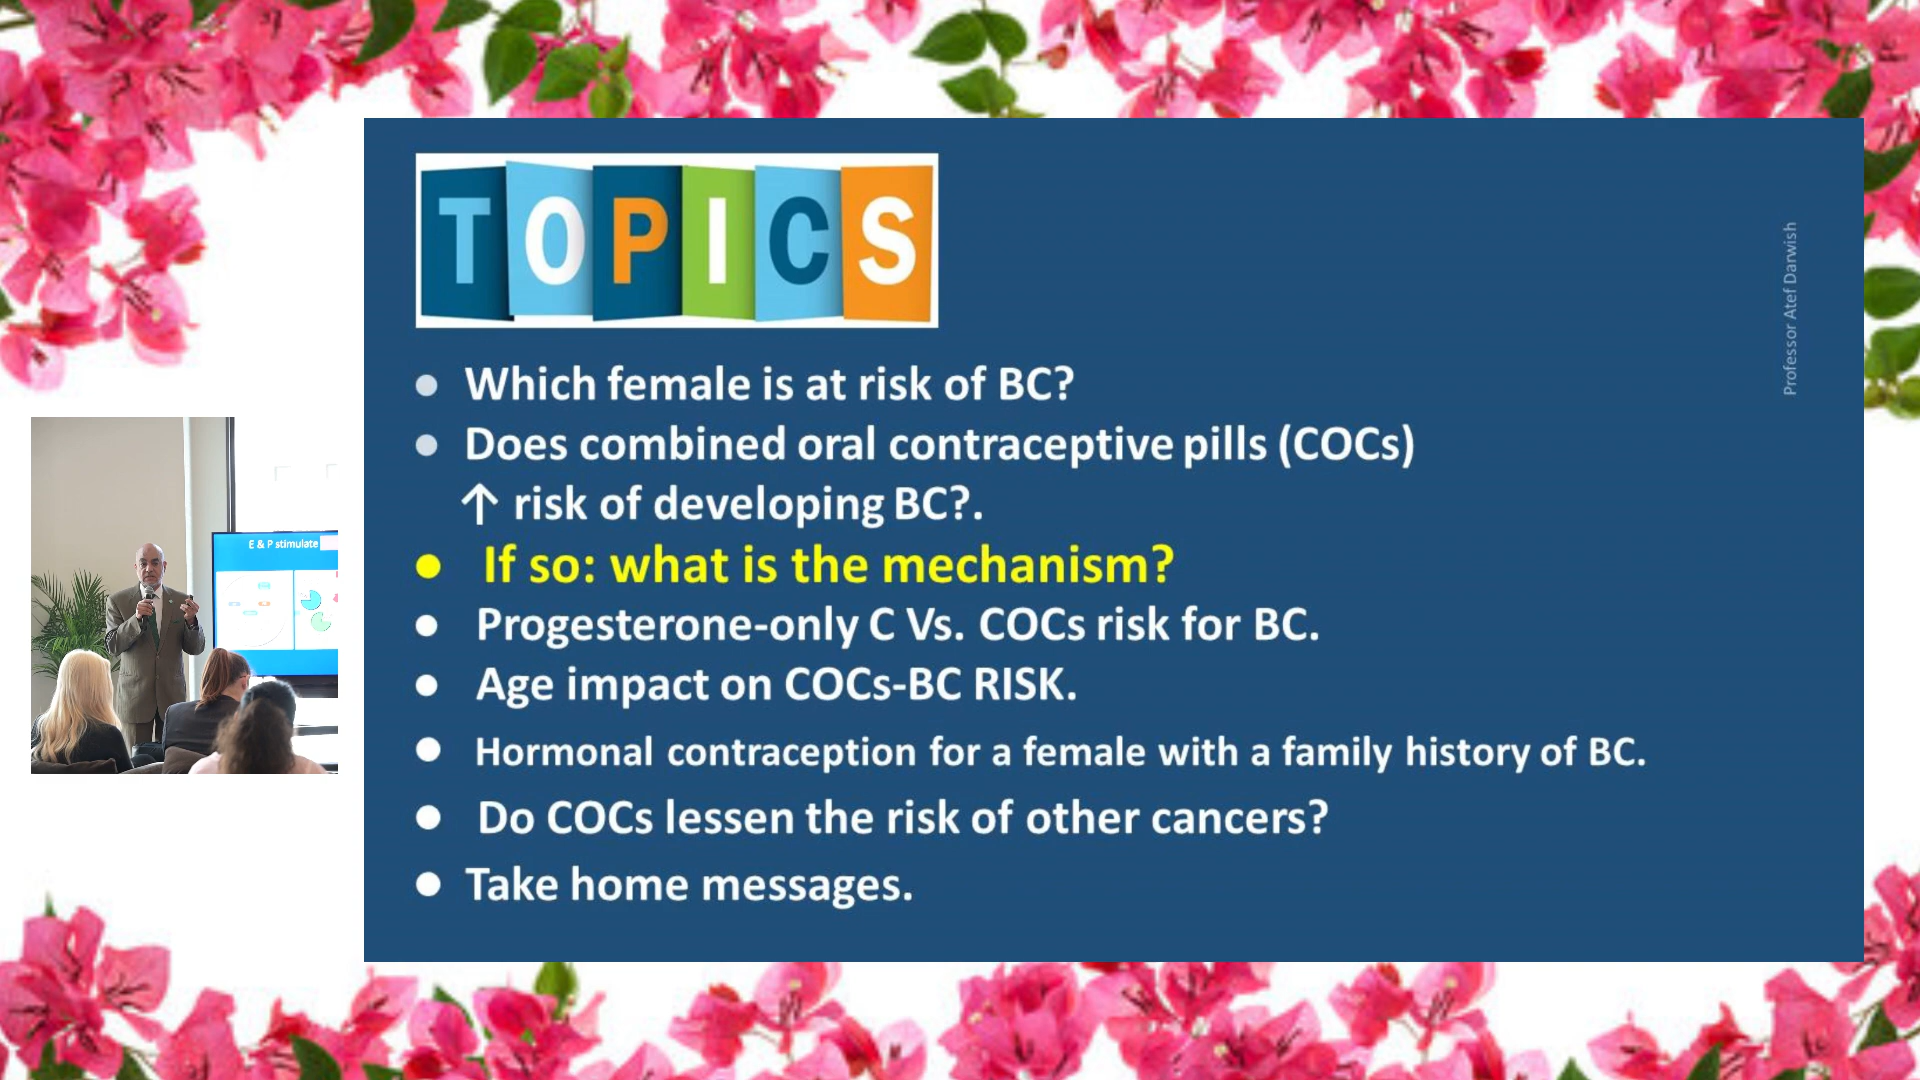 TOPICS
Which female is at risk of BC?
Does combined oral contraceptive pills (COCs)
↑ risk of developing BC?.
If so: what is the mechanism?
Progesterone-only C Vs. COCs risk for BC.
Age impact on COCs-BC RISK.
Hormonal contraception for a female with a family history of BC.
Do COCs lessen the risk of other cancers?
Take home messages.
Professor Atef Darwish
E & P stimulate